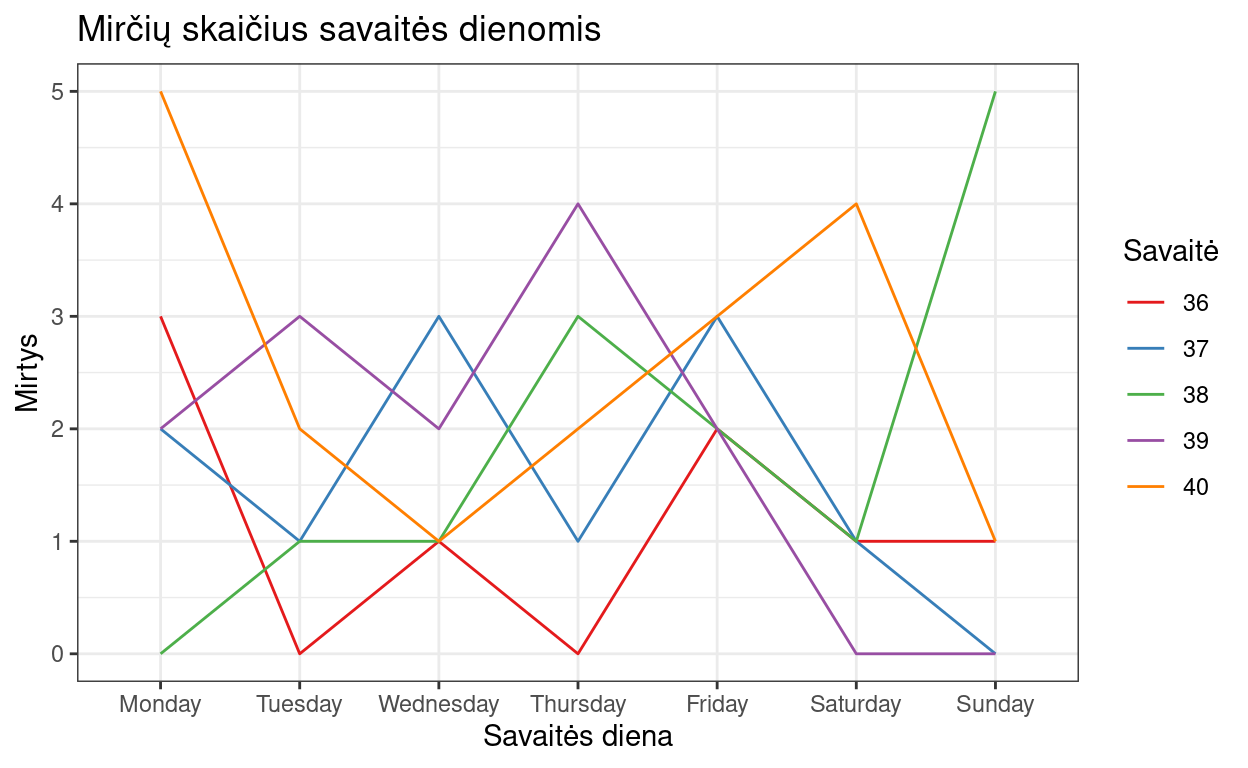 Mirčių skaičius savaitės dienomis
5
4
3
2
1
0
Mirtys
Monday Tuesday Wednesday Thursday Friday Saturday Sunday
Savaitės diena
Savaitė
36
37
38
39
40